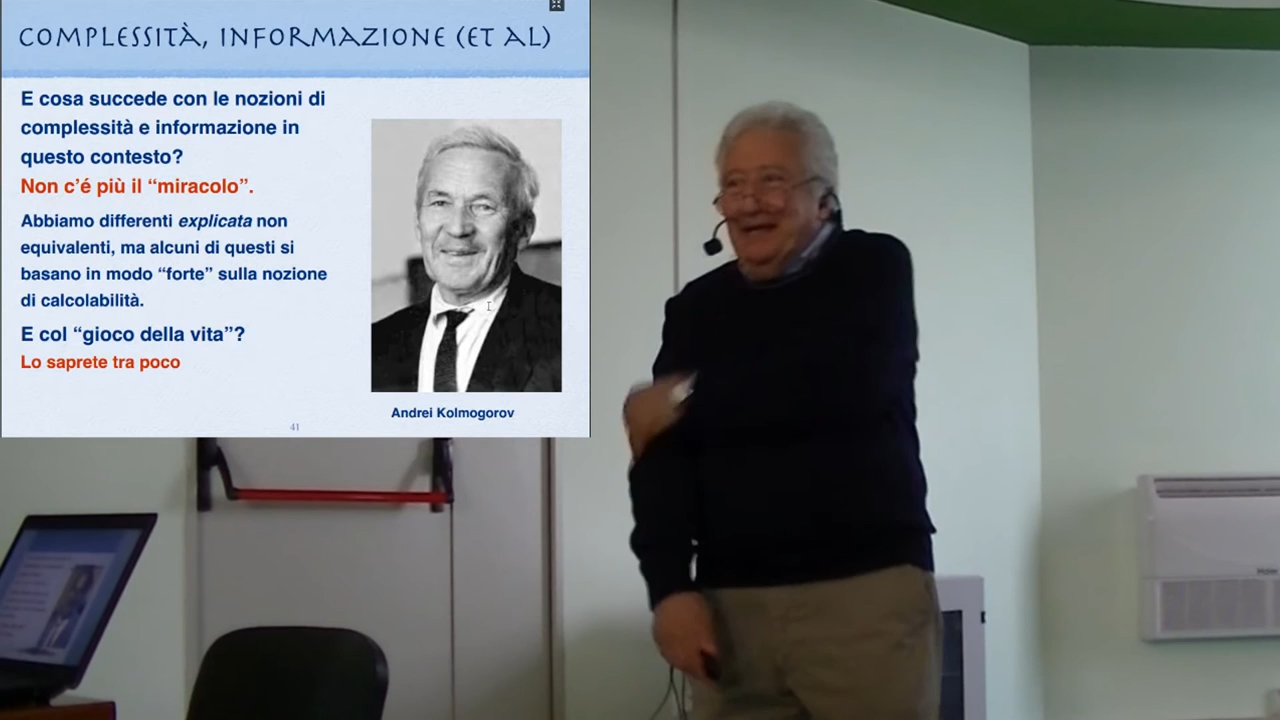 COMPLESSITÀ, INFORMAZIONE (ET AL)
E cosa succede con le nozioni di
complessità e informazione in
questo contesto?
Non c'é più il “miracolo”.
Abbiamo differenti explicata non
equivalenti, ma alcuni di questi si
basano in modo “forte” sulla nozione
di calcolabilità.
E col “gioco della vita”?
Lo saprete tra poco
Andrei Kolmogorov
41